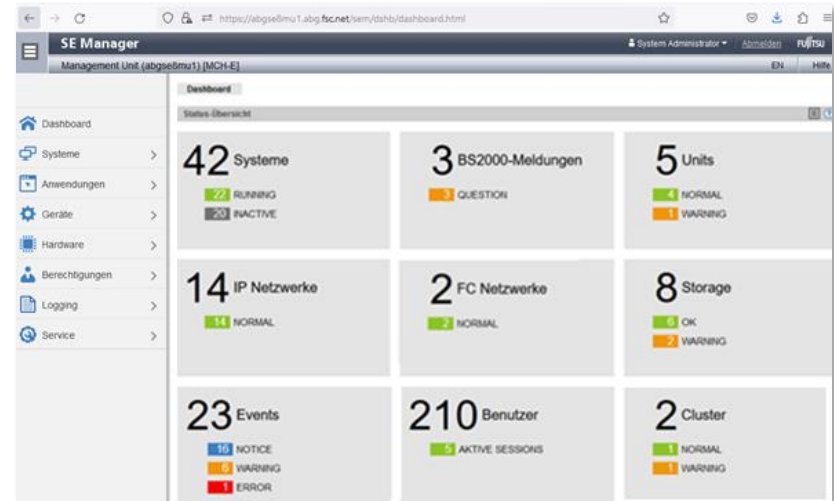 https://abgse8mu1.abg.fsc.net/sem/dshb/dashboard.html
SE Manager
System Administrator
Abmelden
FUJITSU
Management Unit (abgse8mu1) [MCH-E]
EN
Hilfe
Dashboard
Dashboard
Systeme
Anwendungen
Geräte
Hardware
Berechtigungen
Logging
Service
Status-Übersicht
42 Systeme
22 RUNNING
20 INACTIVE
3 BS2000-Meldungen
3 QUESTION
5 Units
4 NORMAL
1 WARNING
14 IP Netzwerke
14 NORMAL
2 FC Netzwerke
2 NORMAL
8 Storage
6 OK
2 WARNING
23 Events
16 NOTICE
6 WARNING
1 ERROR
210 Benutzer
5 AKTIVE SESSIONS
2 Cluster
1 NORMAL
1 WARNING